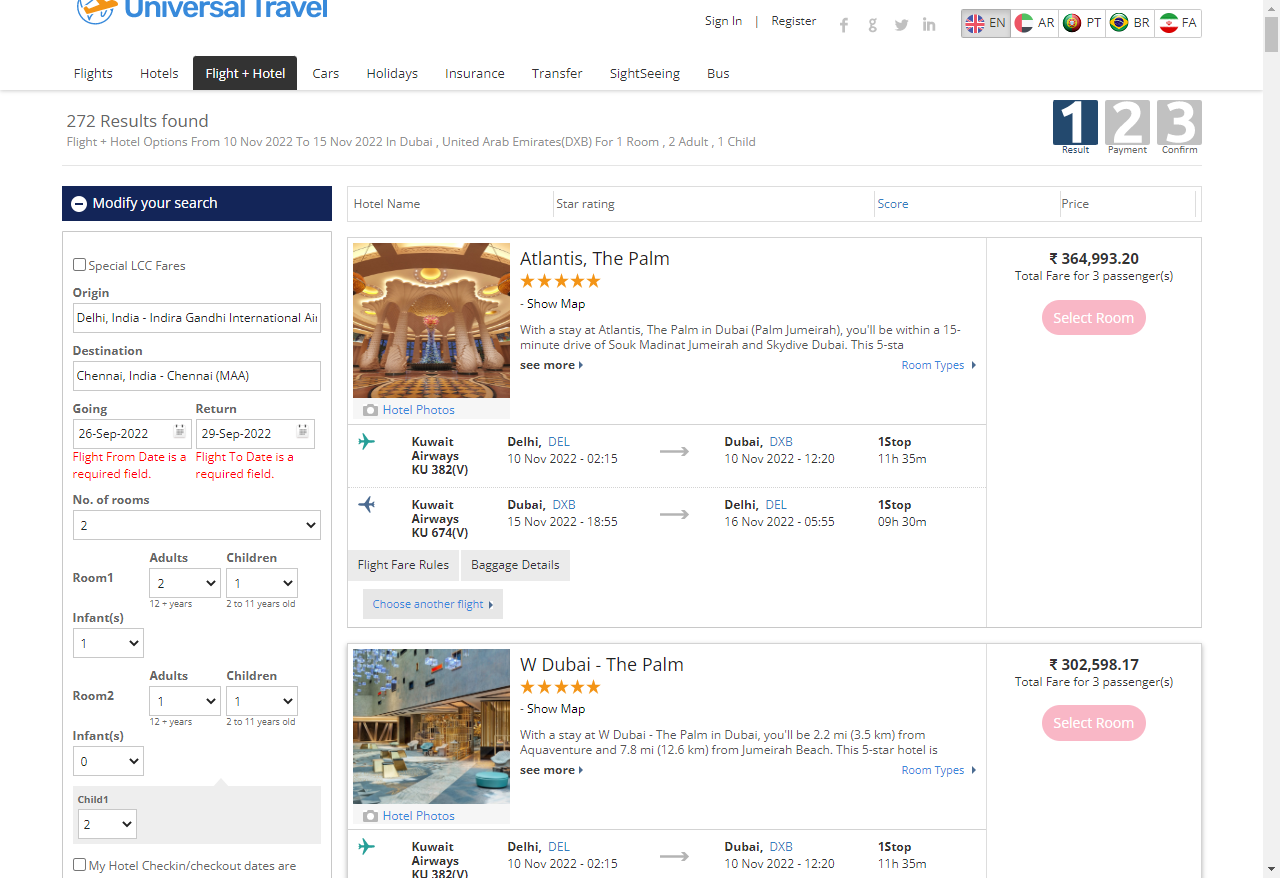 Universal Travel
Sign In | Register
EN AR PT BR FA
Flights Hotels Flight + Hotel Cars Holidays Insurance Transfer SightSeeing Bus
272 Results found
Flight + Hotel Options From 10 Nov 2022 To 15 Nov 2022 In Dubai , United Arab Emirates(DXB) For 1 Room , 2 Adult , 1 Child
1 2 3
Result Payment Confirm
Modify your search
Special LCC Fares
Origin
Delhi, India - Indira Gandhi International Air
Destination
Chennai, India - Chennai (MAA)
Going Return
26-Sep-2022 29-Sep-2022
Flight From Date is a required field.
Flight To Date is a required field.
No. of rooms
2
Adults Children
Room1 2 1
12 + years 2 to 11 years old
Infant(s)
1
Adults Children
Room2 1 1
12 + years 2 to 11 years old
Infant(s)
0
Child1
2
My Hotel Checkin/checkout dates are
Hotel Name Star rating Score Price
Atlantis, The Palm
- Show Map
With a stay at Atlantis, The Palm in Dubai (Palm Jumeirah), you'll be within a 15-
minute drive of Souk Madinat Jumeirah and Skydive Dubai. This 5-sta
see more Room Types
Hotel Photos
₹ 364,993.20
Total Fare for 3 passenger(s)
Select Room
Kuwait Airways KU 382(V)
Delhi, DEL
10 Nov 2022 - 02:15
Dubai, DXB
10 Nov 2022 - 12:20
1Stop
11h 35m
Kuwait Airways KU 674(V)
Dubai, DXB
15 Nov 2022 - 18:55
Delhi, DEL
16 Nov 2022 - 05:55
1Stop
09h 30m
Flight Fare Rules Baggage Details
Choose another flight
W Dubai - The Palm
- Show Map
With a stay at W Dubai - The Palm in Dubai, you'll be 2.2 mi (3.5 km) from
Aquaventure and 7.8 mi (12.6 km) from Jumeirah Beach. This 5-star hotel is
see more Room Types
Hotel Photos
₹ 302,598.17
Total Fare for 3 passenger(s)
Select Room
Kuwait Airways KU 382(V)
Delhi, DEL
10 Nov 2022 - 02:15
Dubai, DXB
10 Nov 2022 - 12:20
1Stop
11h 35m